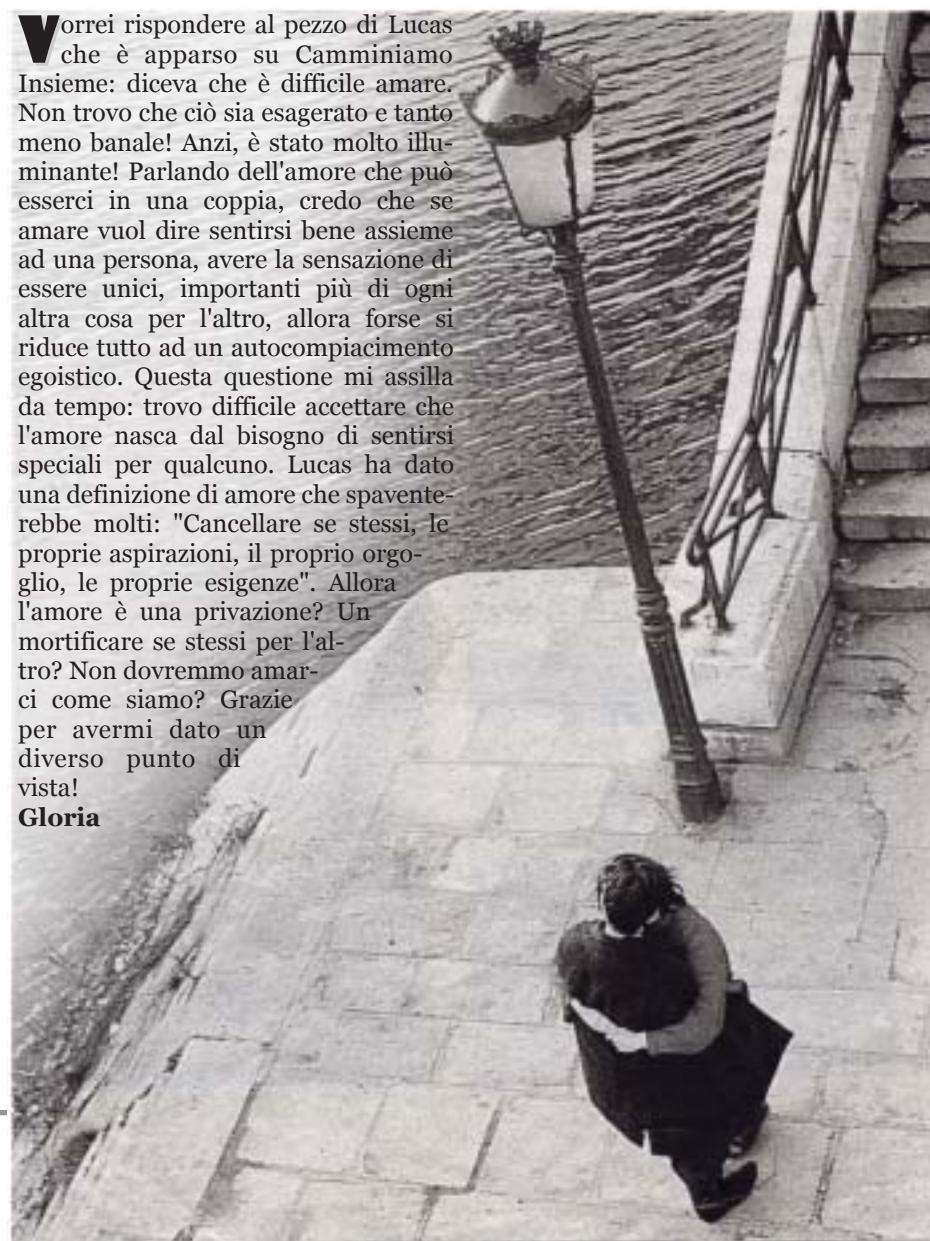 Vorrei rispondere al pezzo di Lucas
che è apparso su Camminiamo
Insieme: diceva che è difficile amare.
Non trovo che ciò sia esagerato e tanto
meno banale! Anzi, è stato molto illu-
minante! Parlando dell'amore che può
esserci in una coppia, credo che se
amare vuol dire sentirsi bene assieme
ad una persona, avere la sensazione di
essere unici, importanti più di ogni
altra cosa per l'altro, allora forse si
riduce tutto ad un autocompiacimento
egoistico. Questa questione mi assilla
da tempo: trovo difficile accettare che
l'amore nasca dal bisogno di sentirsi
speciali per qualcuno. Lucas ha dato
una definizione di amore che spavente-
rebbe molti: "Cancellare se stessi, le
proprie aspirazioni, il proprio orgo-
glio, le proprie esigenze". Allora
l'amore è una privazione? Un
mortificare se stessi per l'al-
tro? Non dovremmo amar-
ci come siamo? Grazie
per avermi dato un
diverso punto di
vista!
Gloria